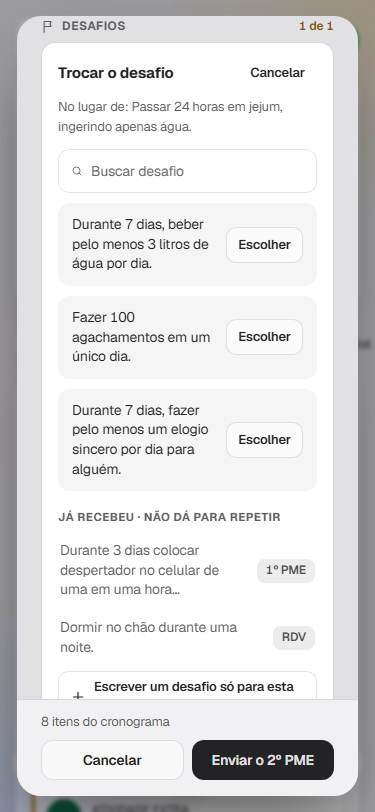 DESAFIOS
1 de 1
Trocar o desafio
Cancelar
No lugar de: Passar 24 horas em jejum,
ingerindo apenas água.
Buscar desafio
Durante 7 dias, beber
pelo menos 3 litros de
água por dia.
Escolher
Fazer 100
agachamentos em um
único dia.
Escolher
Durante 7 dias, fazer
pelo menos um elogio
sincero por dia para
alguém.
Escolher
JÁ RECEBEU · NÃO DÁ PARA REPETIR
Durante 3 dias colocar
despertador no celular de
uma em uma hora...
1º PME
Dormir no chão durante uma
noite.
RDV
Escrever um desafio só para esta
8 itens do cronograma
Cancelar
Enviar o 2º PME
ATIVIDADE EXTRA